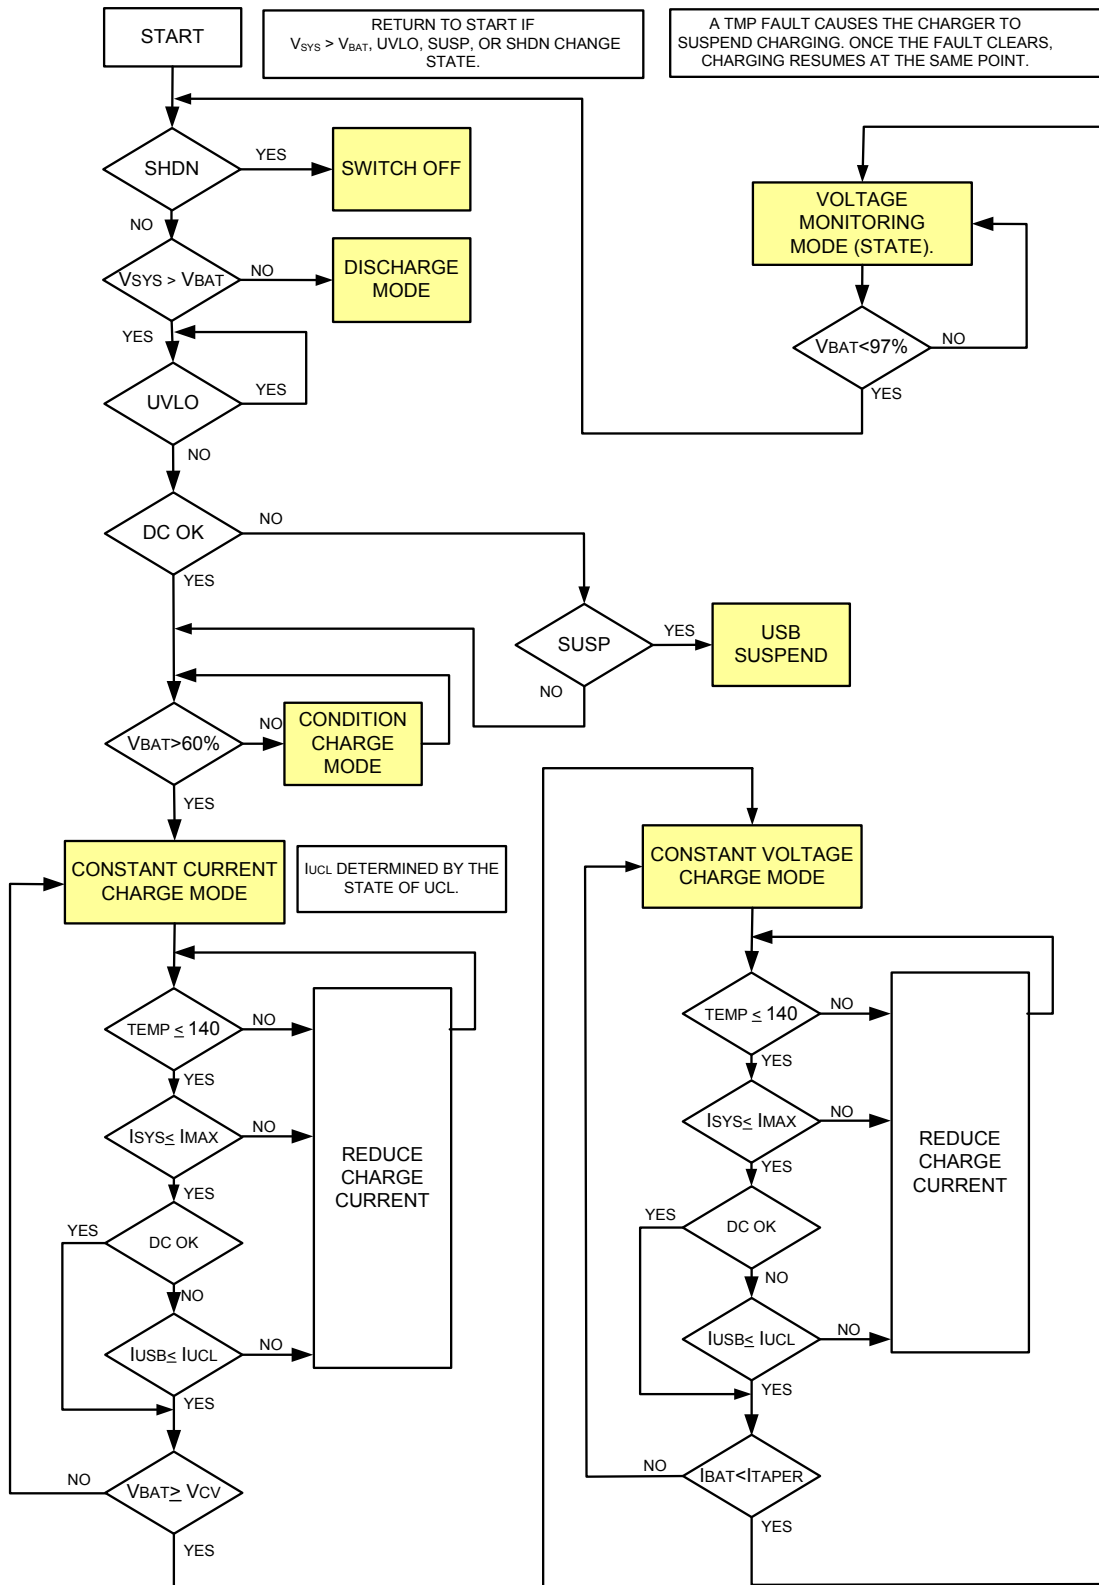 START
RETURN TO START IF
VSYS > VBAT, UVLO, SUSP, OR SHDN CHANGE
STATE.
A TMP FAULT CAUSES THE CHARGER TO
SUSPEND CHARGING. ONCE THE FAULT CLEARS,
CHARGING RESUMES AT THE SAME POINT.
SHDN
YES
SWITCH OFF
NO
VSYS > VBAT
NO
DISCHARGE
MODE
YES
UVLO
YES
NO
VOLTAGE
MONITORING
MODE (STATE).
VBAT<97%
NO
YES
DC OK
NO
YES
SUSP
YES
USB
SUSPEND
NO
VBAT>60%
NO
CONDITION
CHARGE
MODE
YES
CONSTANT CURRENT
CHARGE MODE
IUCL DETERMINED BY THE
STATE OF UCL.
TEMP ≤ 140
NO
YES
ISYS≤ IMAX
NO
YES
REDUCE
CHARGE
CURRENT
DC OK
YES
NO
IUSB≤ IUCL
NO
YES
VBAT≥ VCV
NO
YES
CONSTANT VOLTAGE
CHARGE MODE
TEMP ≤ 140
NO
YES
ISYS≤ IMAX
NO
YES
REDUCE
CHARGE
CURRENT
DC OK
YES
NO
IUSB≤ IUCL
NO
YES
IBAT<ITAPER
NO
YES